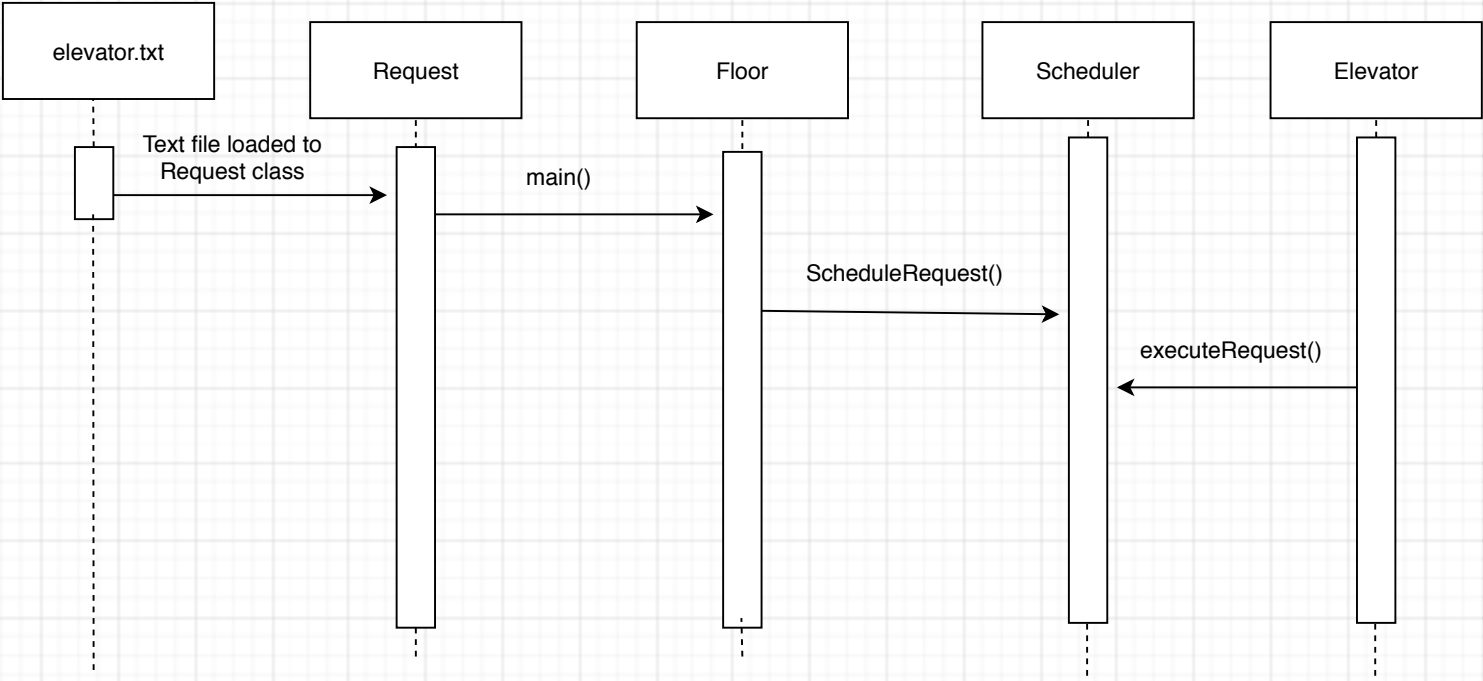 elevator.txt
Request
Floor
Scheduler
Elevator
Text file loaded to
Request class
main()
ScheduleRequest()
executeRequest()